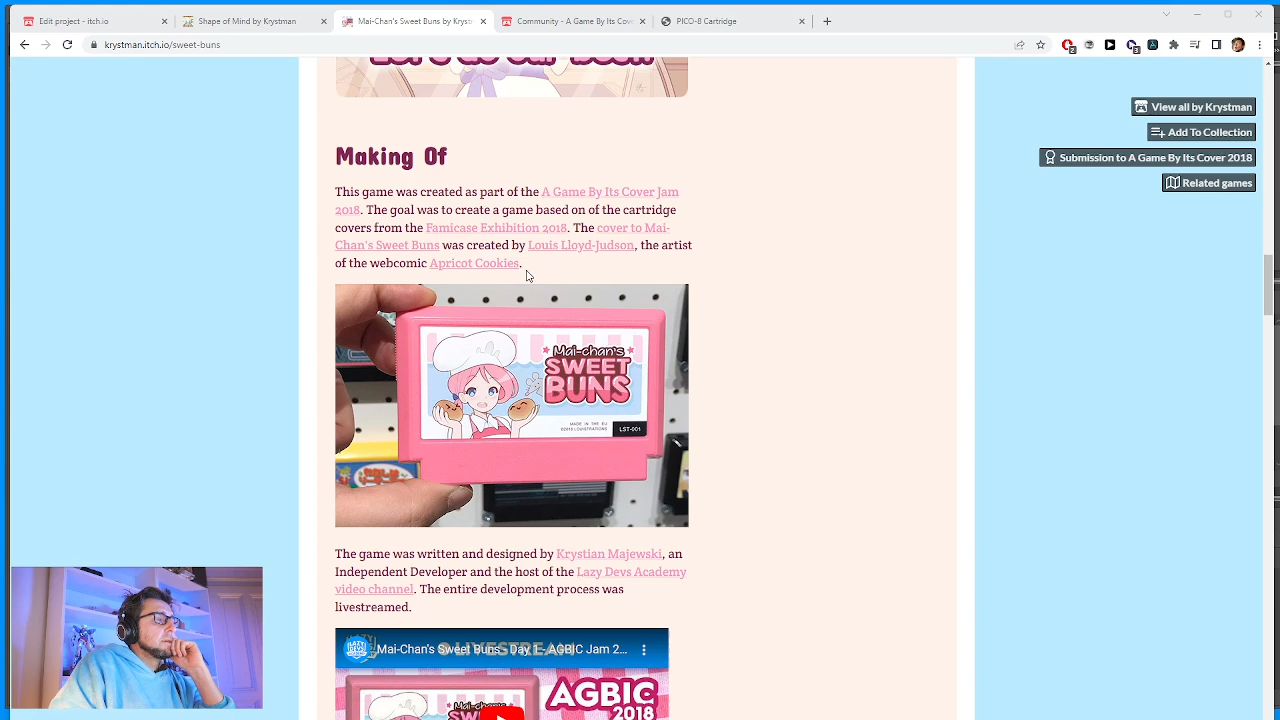 Edit project - itch.io
Shape of Mind by Krystman
Mai-Chan's Sweet Buns by Kryst
Community - A Game By Its Cov
PICO-8 Cartridge
krystman.itch.io/sweet-buns
View all by Krystman
Add To Collection
Submission to A Game By Its Cover 2018
Related games
Making Of
This game was created as part of the A Game By Its Cover Jam
2018. The goal was to create a game based on of the cartridge
covers from the Famicase Exhibition 2018. The cover to Mai-
Chan's Sweet Buns was created by Louis Lloyd-Judson, the artist
of the webcomic Apricot Cookies.
Mai-chan's
SWEET
BUNS
MADE IN THE EU
©2018 LOUISTRATIONS
LST-001
The game was written and designed by Krystian Majewski, an
Independent Developer and the host of the Lazy Devs Academy
video channel. The entire development process was
livestreamed.
Mai-Chan's Sweet Buns - Day 1 - AGBIC Jam 2...
LIVESTREAM
Mai-chan's
AGBIC
2018